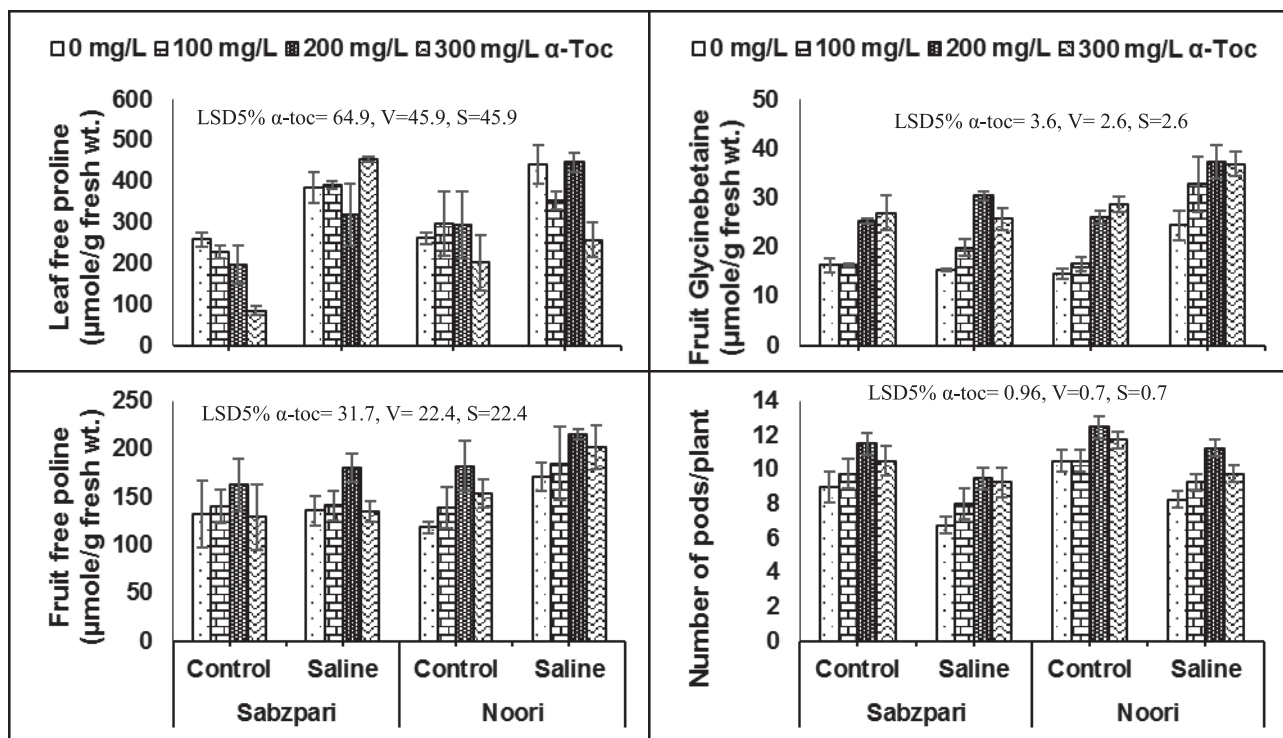 0 mg/L 100 mg/L 200 mg/L 300 mg/L α-Toc
LSD5% α-toc= 64.9, V=45.9, S=45.9
Leaf free proline
(µmole/g fresh wt.)
600
500
400
300
200
100
0
0 mg/L 100 mg/L 200 mg/L 300 mg/L α-Toc
LSD5% α-toc= 3.6, V= 2.6, S=2.6
Fruit Glycinebetaine
(µmole/g fresh wt.)
50
40
30
20
10
0
LSD5% α-toc= 31.7, V= 22.4, S=22.4
Fruit free poline
(µmole/g fresh wt.)
250
200
150
100
50
0
Control Saline Control Saline
Sabzpari Noori
LSD5% α-toc= 0.96, V=0.7, S=0.7
Number of pods/plant
14
12
10
8
6
4
2
0
Control Saline Control Saline
Sabzpari Noori